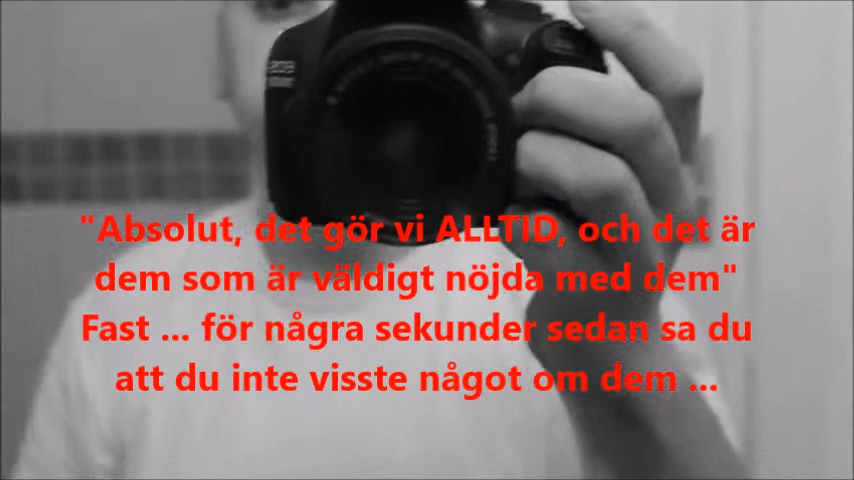 "Absolut, det gör vi ALLTID, och det är
dem som är väldigt nöjda med dem"
Fast ... för några sekunder sedan sa du
att du inte visste något om dem ...